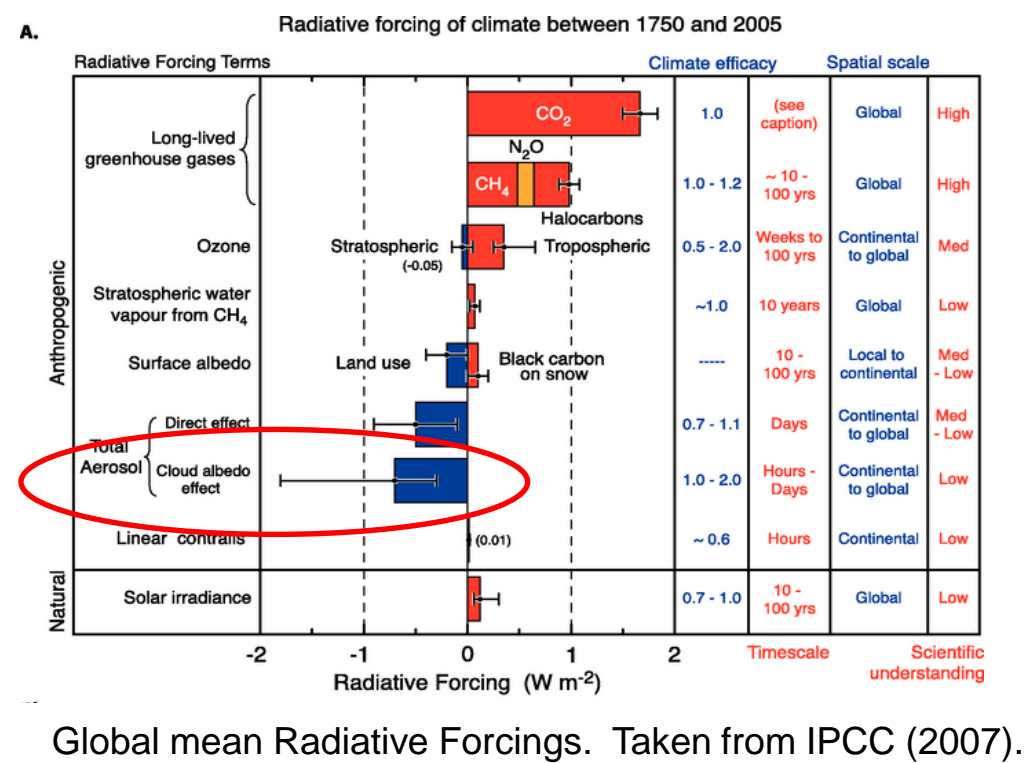 A.
Radiative forcing of climate between 1750 and 2005
Radiative Forcing Terms
Climate efficacy
Spatial scale
Anthropogenic
Long-lived
greenhouse gases
CO2
1.0
(see
caption)
Global
High
N2O
CH4
Halocarbons
1.0 - 1.2
~ 10 -
100 yrs
Global
High
Ozone
Stratospheric
(-0.05)
Tropospheric
0.5 - 2.0
Weeks to
100 yrs
Continental
to global
Med
Stratospheric water
vapour from CH4
~1.0
10 years
Global
Low
Surface albedo
Land use
Black carbon
on snow
-----
10 -
100 yrs
Local to
continental
Med
- Low
Total
Aerosol
Direct effect
0.7 - 1.1
Days
Continental
to global
Med
- Low
Cloud albedo
effect
1.0 - 2.0
Hours -
Days
Continental
to global
Low
Linear contrails
(0.01)
~ 0.6
Hours
Continental
Low
Natural
Solar irradiance
0.7 - 1.0
10 -
100 yrs
Global
Low
-2 -1 0 1 2
Timescale
Scientific
understanding
Radiative Forcing (W m-2)
Global mean Radiative Forcings. Taken from IPCC (2007).